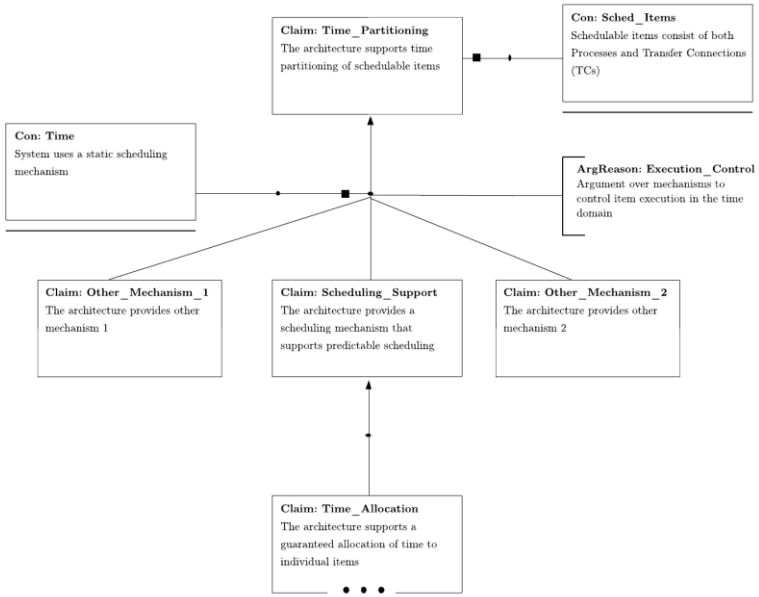 Claim: Time_Partitioning
The architecture supports time
partitioning of schedulable items
Con: Sched_Items
Schedulable items consist of both
Processes and Transfer Connections
(TCs)
Con: Time
System uses a static scheduling
mechanism
ArgReason: Execution_Control
Argument over mechanisms to
control item execution in the time
domain
Claim: Other_Mechanism_1
The architecture provides other
mechanism 1
Claim: Scheduling_Support
The architecture provides a
scheduling mechanism that
supports predictable scheduling
Claim: Other_Mechanism_2
The architecture provides other
mechanism 2
Claim: Time_Allocation
The architecture supports a
guaranteed allocation of time to
individual items